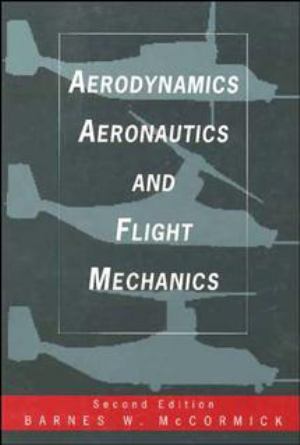 AERODYNAMICS
AERONAUTICS
AND
FLIGHT
MECHANICS
Second Edition
BARNES W. McCORMICK